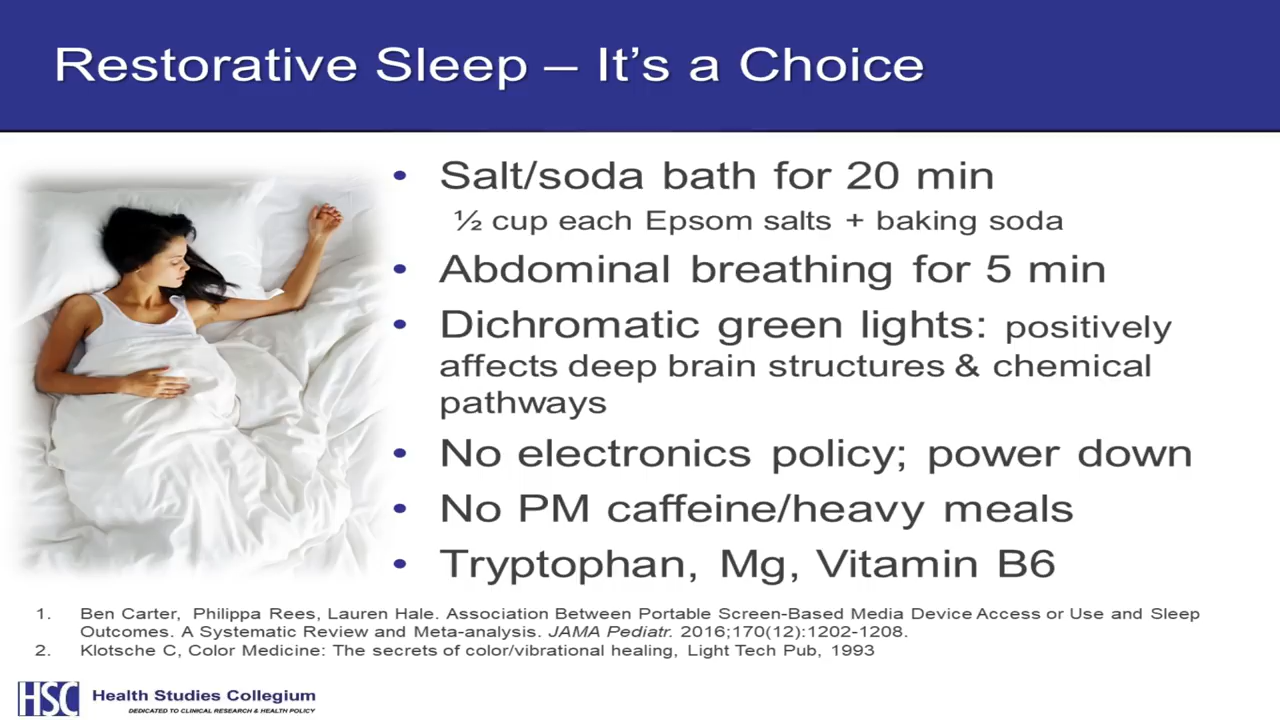 Restorative Sleep – It's a Choice
• Salt/soda bath for 20 min
½ cup each Epsom salts + baking soda
• Abdominal breathing for 5 min
• Dichromatic green lights: positively
affects deep brain structures & chemical
pathways
• No electronics policy; power down
• No PM caffeine/heavy meals
• Tryptophan, Mg, Vitamin B6
1. Ben Carter, Philippa Rees, Lauren Hale. Association Between Portable Screen-Based Media Device Access or Use and Sleep
Outcomes. A Systematic Review and Meta-analysis. JAMA Pediatr. 2016;170(12):1202-1208.
2. Klotsche C, Color Medicine: The secrets of color/vibrational healing, Light Tech Pub, 1993
HSC Health Studies Collegium
DEDICATED TO CLINICAL RESEARCH & HEALTH POLICY